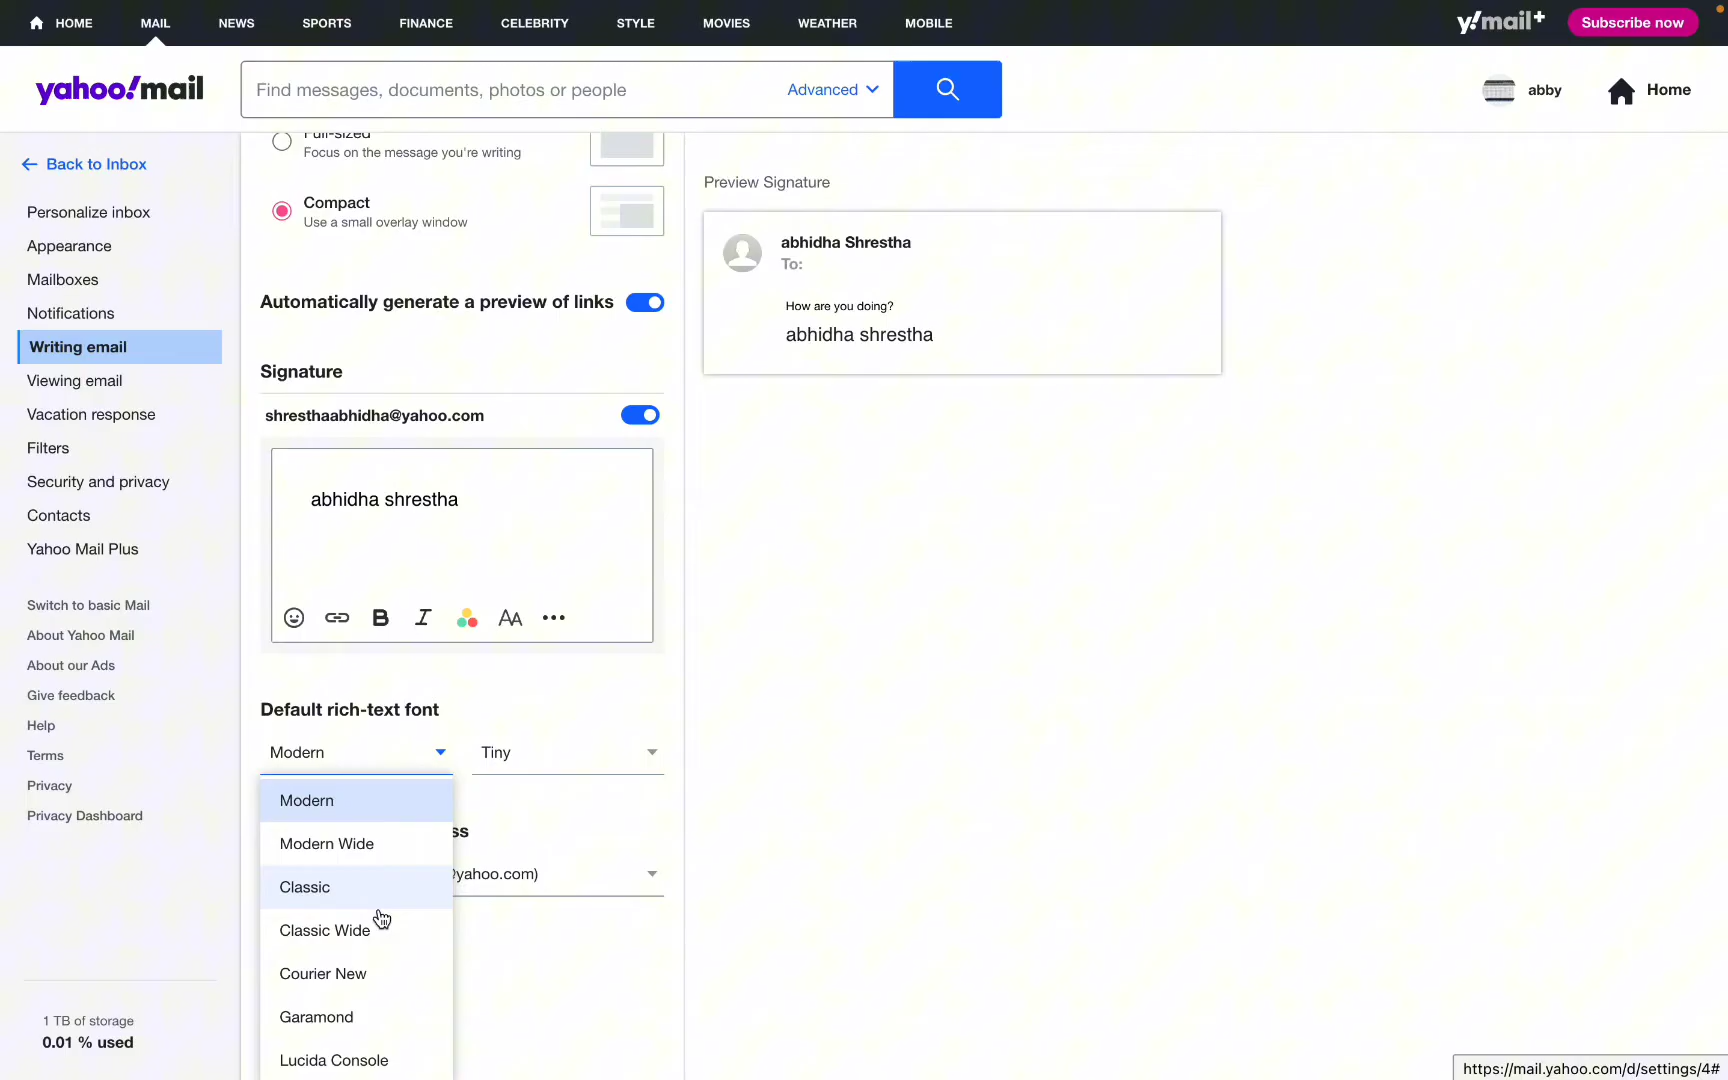 HOME
MAIL
NEWS
SPORTS
FINANCE
CELEBRITY
STYLE
MOVIES
WEATHER
MOBILE
y!mail+
Subscribe now
yahoo!mail
Find messages, documents, photos or people
Advanced
abby
Home
Back to Inbox
Personalize inbox
Appearance
Mailboxes
Notifications
Writing email
Viewing email
Vacation response
Filters
Security and privacy
Contacts
Yahoo Mail Plus
Switch to basic Mail
About Yahoo Mail
About our Ads
Give feedback
Help
Terms
Privacy
Privacy Dashboard
1 TB of storage
0.01 % used
Full-sized
Focus on the message you're writing
Compact
Use a small overlay window
Automatically generate a preview of links
Signature
shresthaabhidha@yahoo.com
abhidha shrestha
B I AA
Default rich-text font
Modern
Tiny
Modern
Modern Wide
ss
Classic
yahoo.com)
Classic Wide
Courier New
Garamond
Lucida Console
Preview Signature
abhidha Shrestha
To:
How are you doing?
abhidha shrestha
https://mail.yahoo.com/d/settings/4#